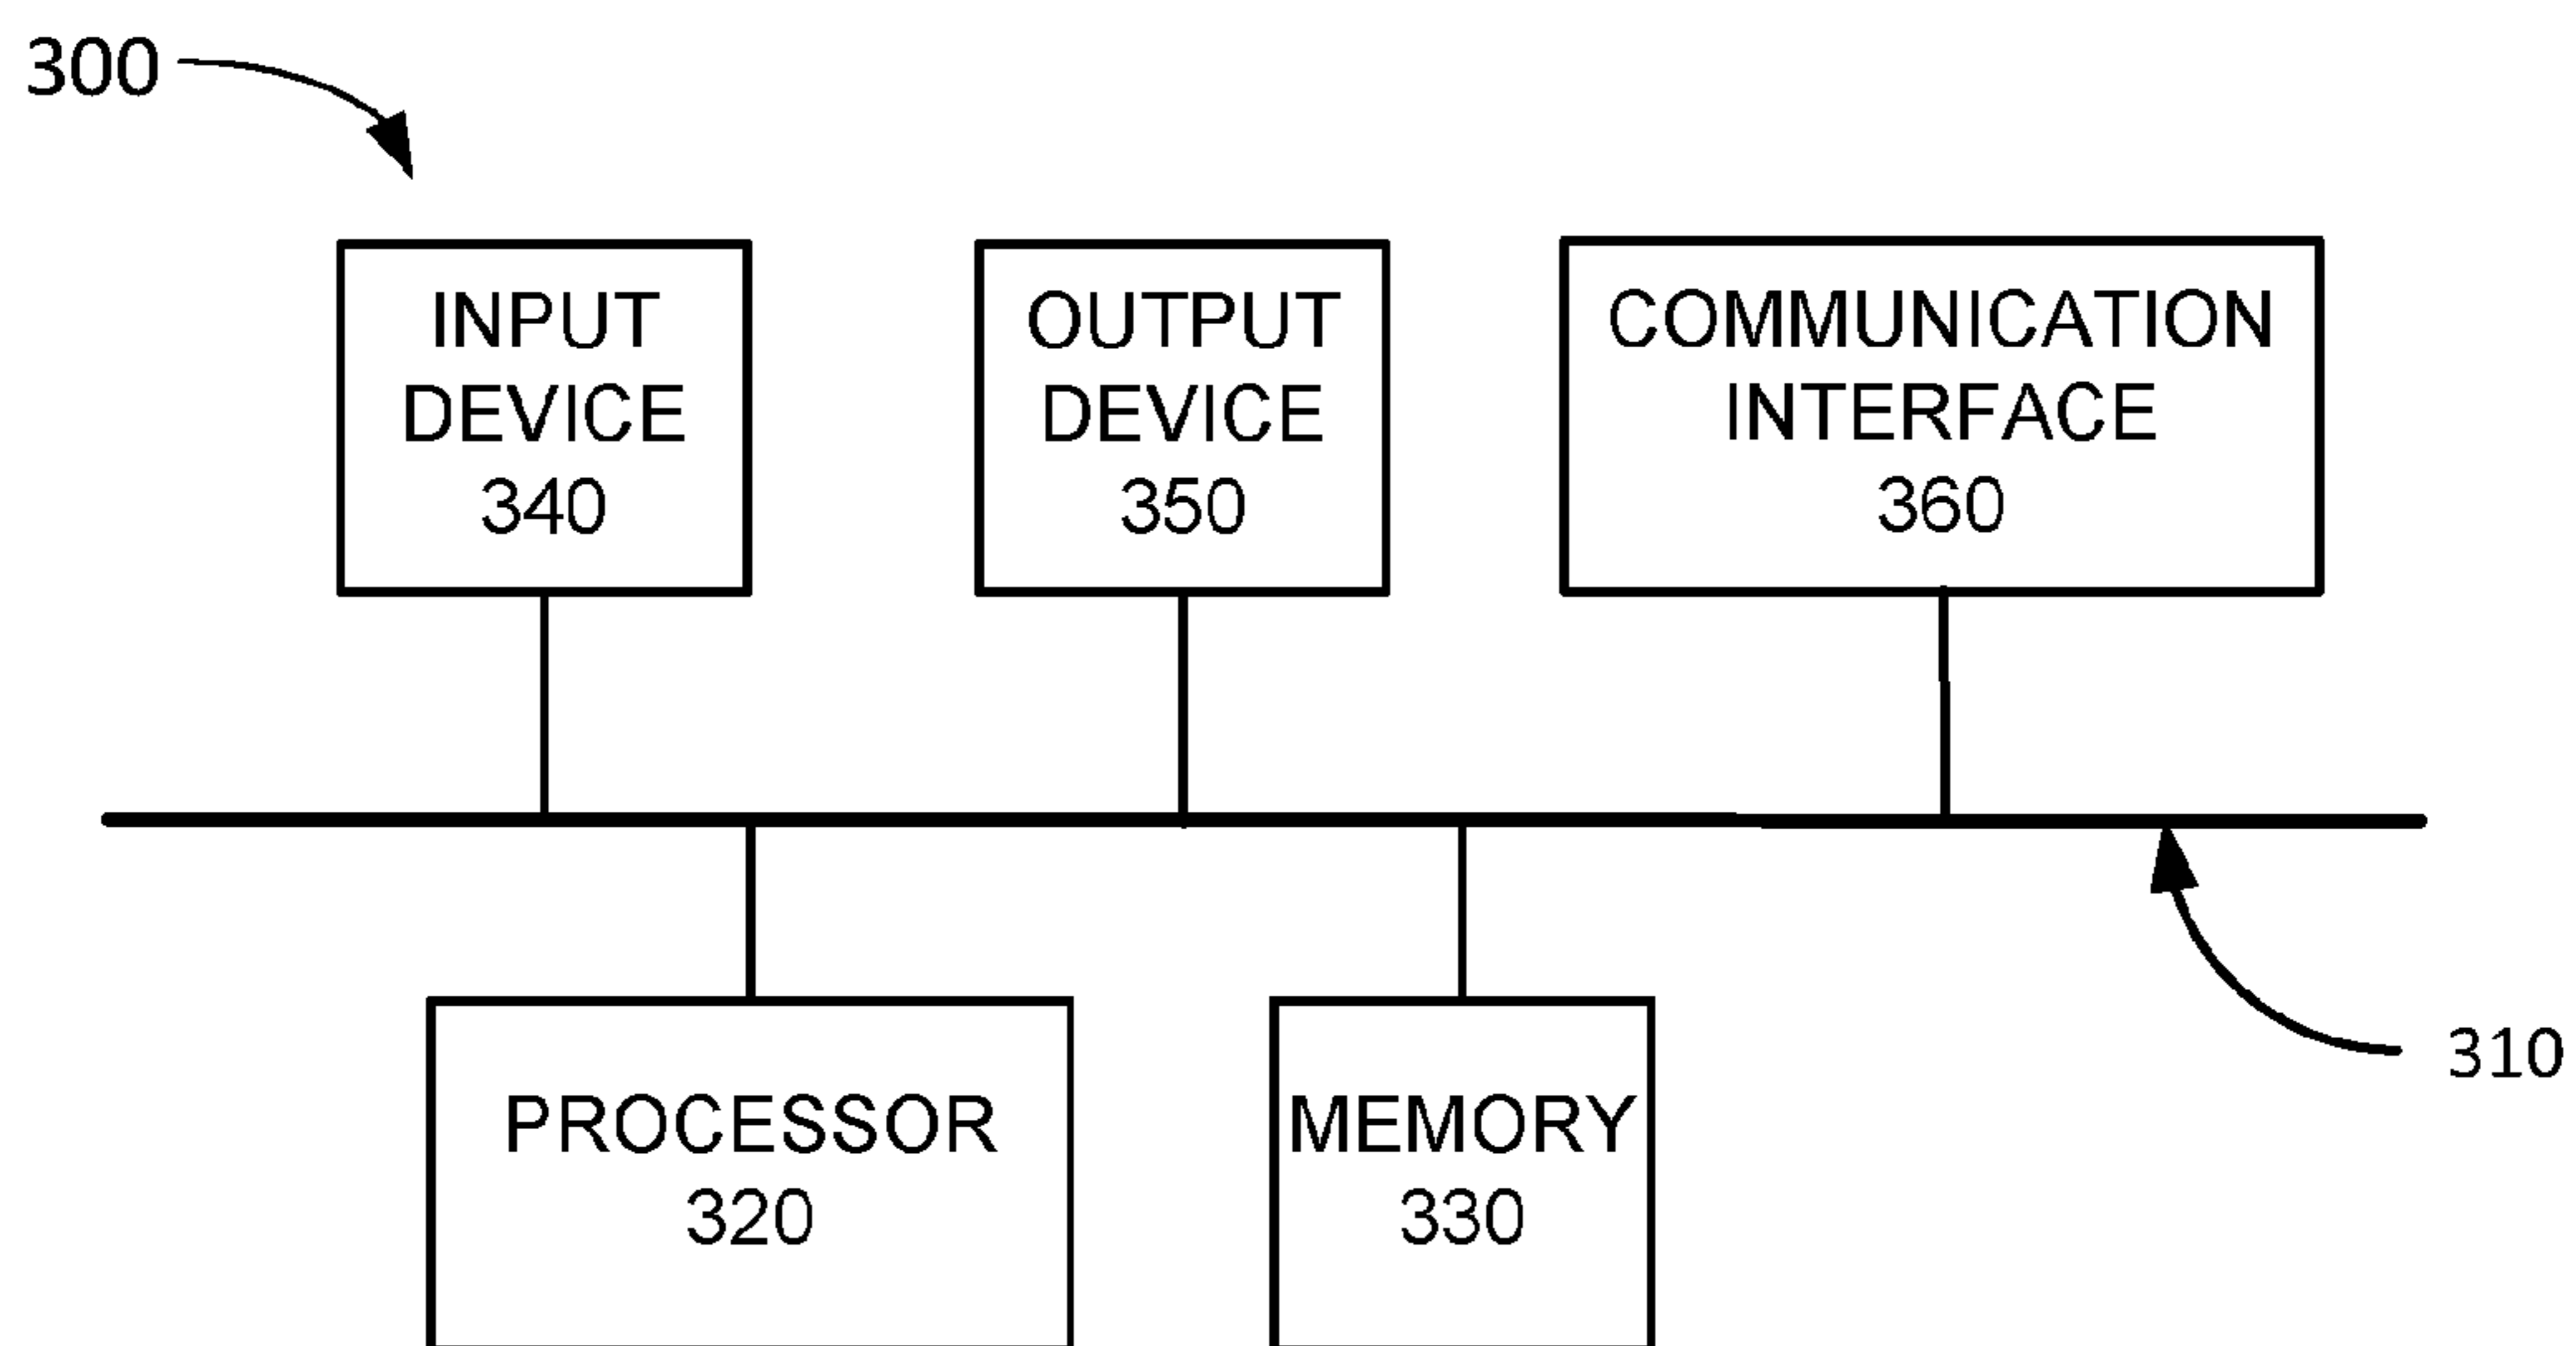 300
INPUT
DEVICE
340
OUTPUT
DEVICE
350
COMMUNICATION
INTERFACE
360
310
PROCESSOR
320
MEMORY
330